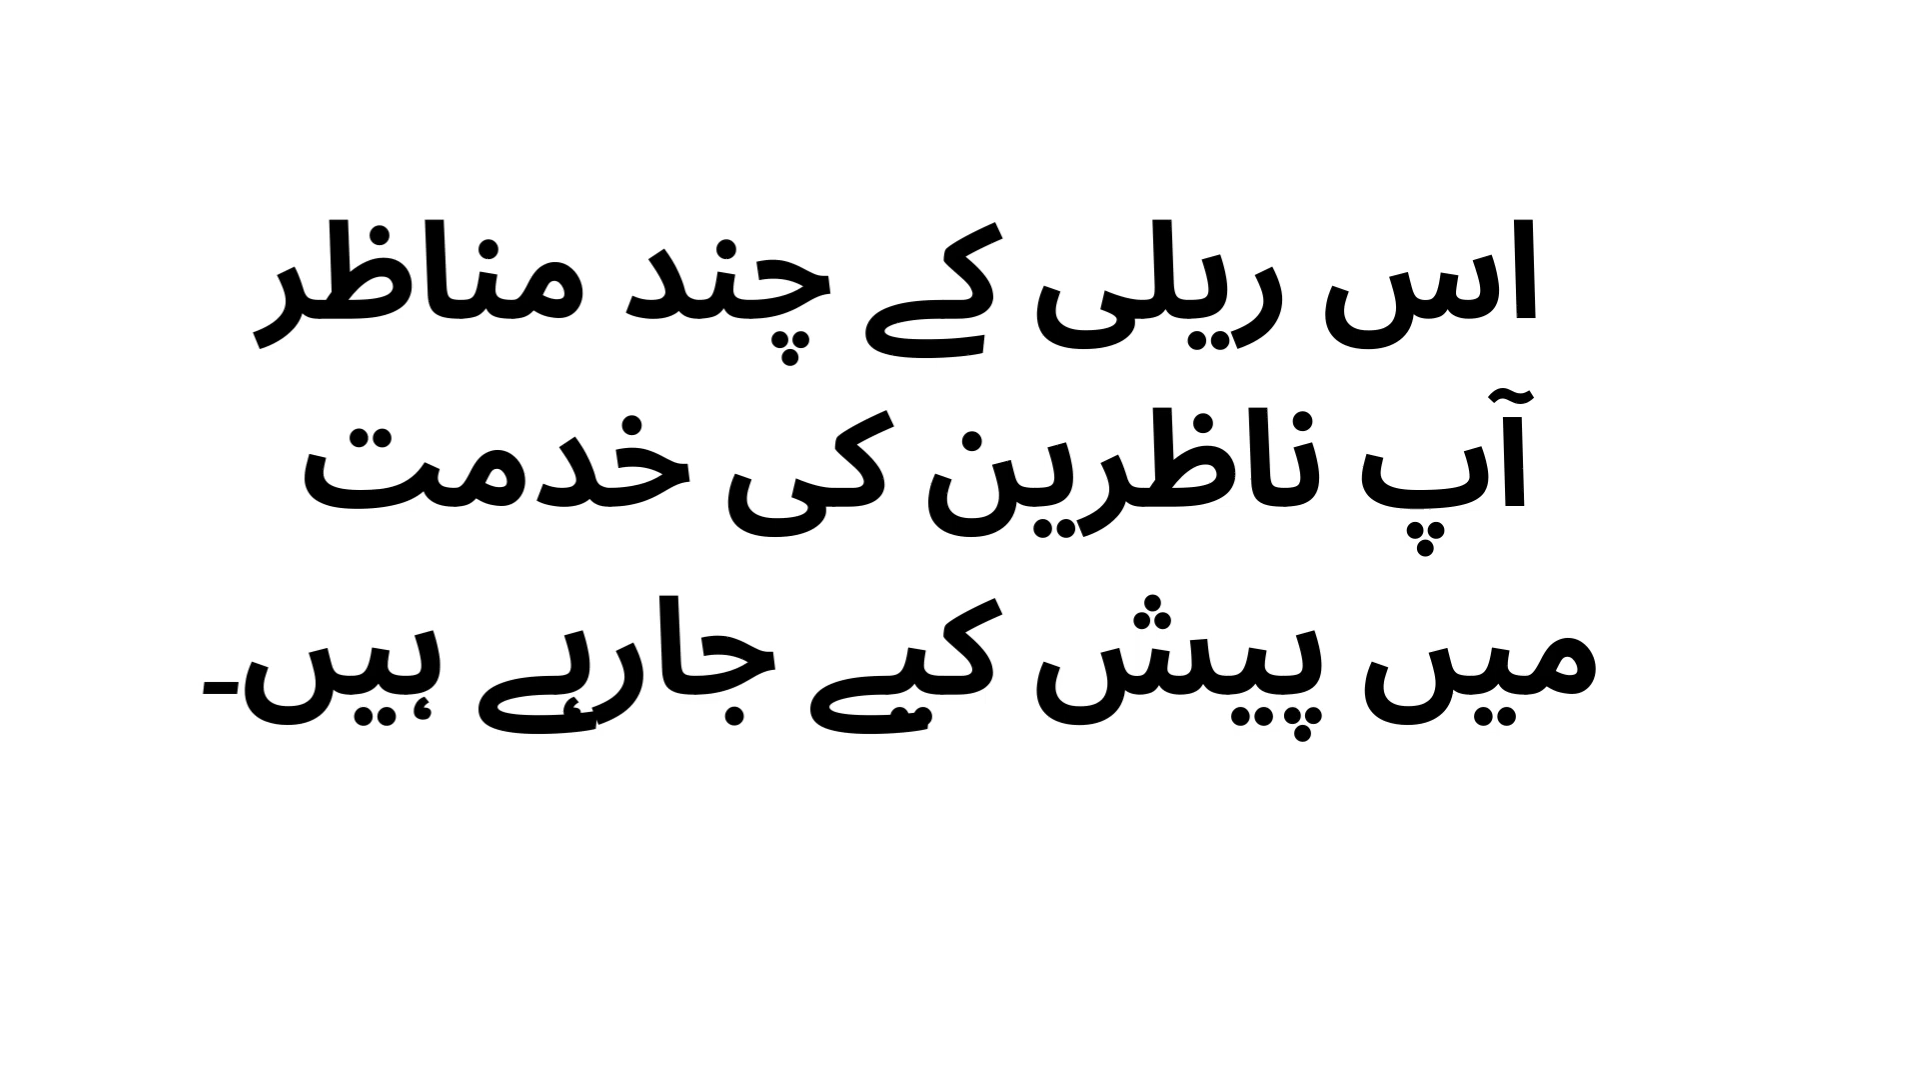 اس ریلی کے چند مناظر
آپ ناظرین کی خدمت
میں پیش کیے جارہے ہیں۔